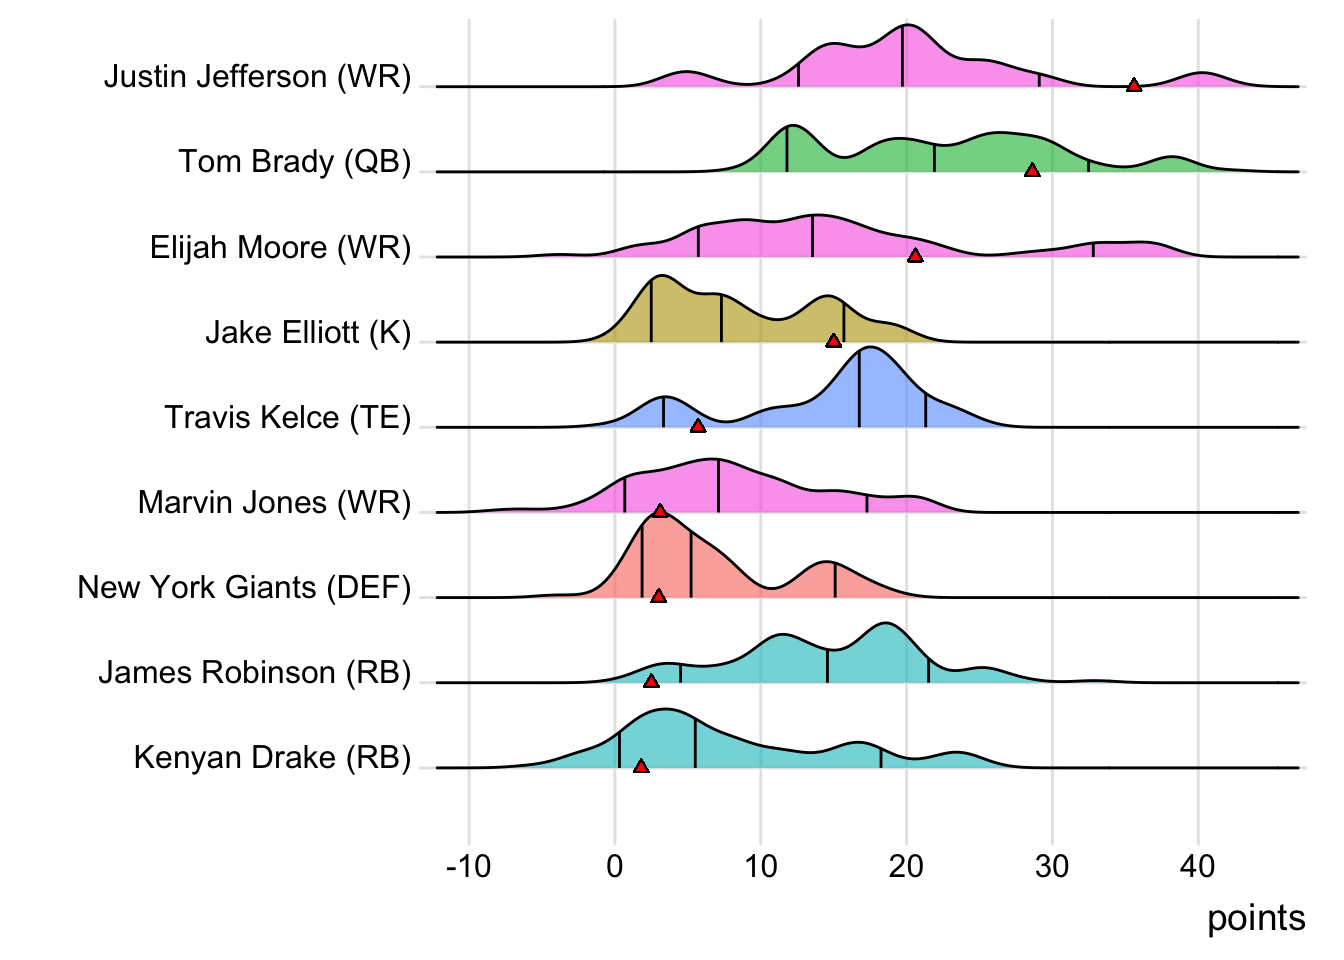 Justin Jefferson (WR)
Tom Brady (QB)
Elijah Moore (WR)
Jake Elliott (K)
Travis Kelce (TE)
Marvin Jones (WR)
New York Giants (DEF)
James Robinson (RB)
Kenyan Drake (RB)
-10 0 10 20 30 40
points